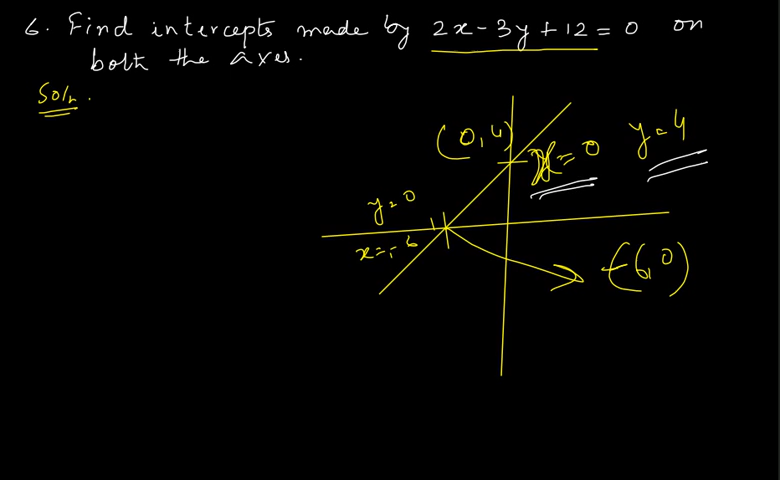 6. Find intercepts made by 2x - 3y + 12 = 0 on
both the axes.
Soln.
(0, 4)
x = 0 y = 4
y = 0
x = - 6
(-6, 0)